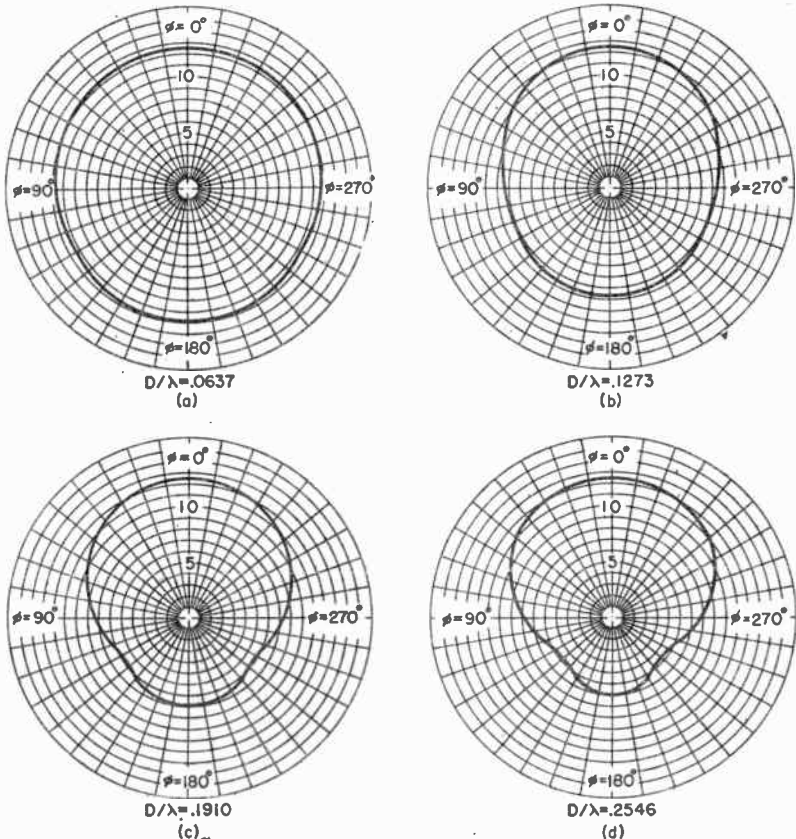 ø=0°
10
5
ø=90°
ø=270°
ø=180°
D/λ=.0637
(a)
ø=0°
10
5
ø=90°
ø=270°
ø=180°
D/λ=.1273
(b)
ø=0°
10
5
ø=90°
ø=270°
ø=180°
D/λ=.1910
(c)
ø=0°
10
5
ø=90°
ø=270°
ø=180°
D/λ=.2546
(d)